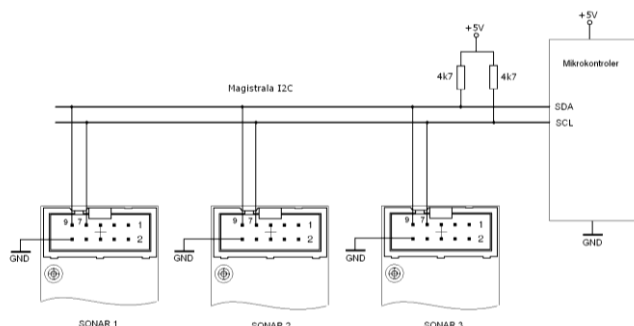 +5V
+5V
Mikrokontroler
4k7
4k7
Magistrala I2C
SDA
SCL
9
7
1
2
GND
9
7
1
2
GND
9
7
1
2
GND
GND
SONAR 1
SONAR 2
SONAR 3